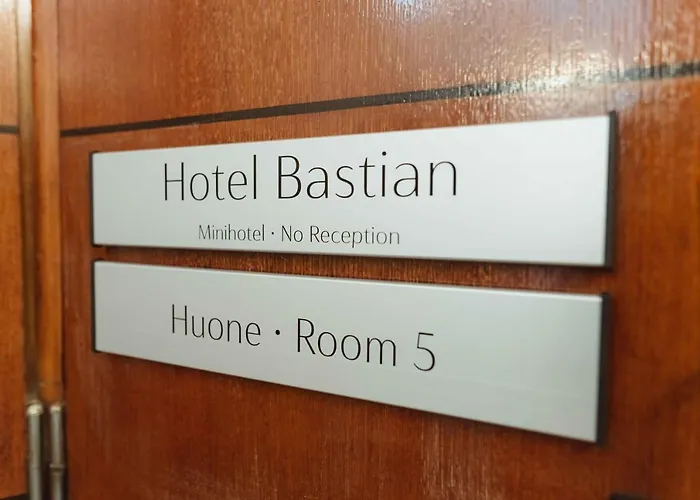 Hotel Bastian
Minihotel · No Reception
Huone · Room 5